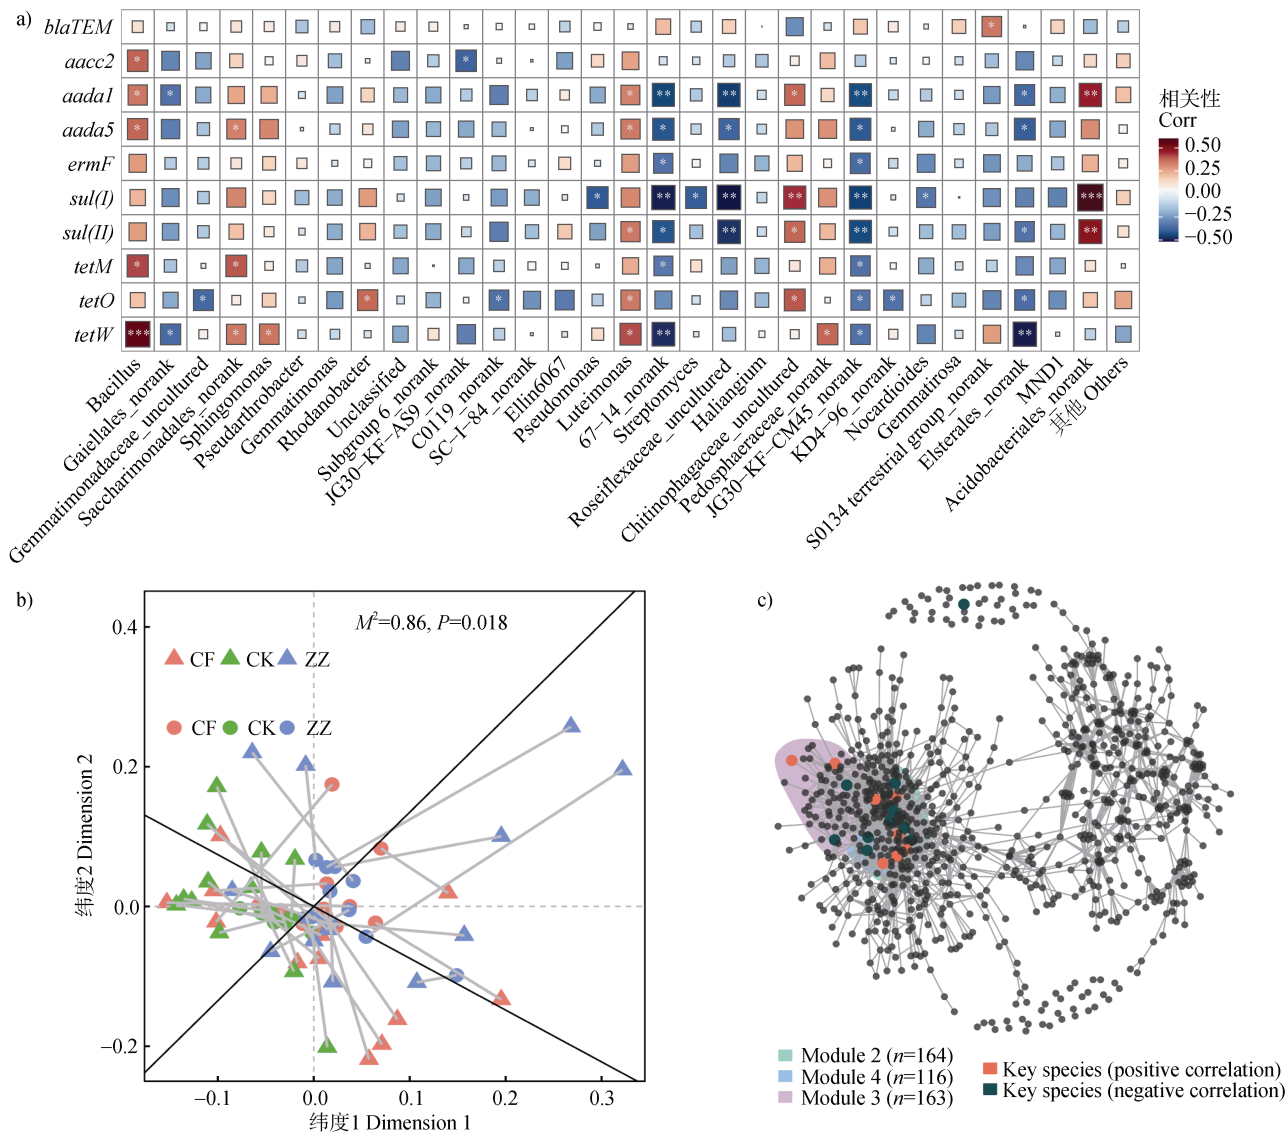 a)
blaTEM
aacc2
aada1
aada5
ermF
sul(I)
sul(II)
tetM
tetO
tetW
* * *
* * ** ** * ** * **
* * * * * * *
* *
* ** * ** ** ** * ***
* * ** * ** * **
* * * *
* * * * * * * *
*** * * * * ** * * **
相关性
Corr
0.50
0.25
0.00
−0.25
−0.50
Bacillus
Gaiellales_norank
Gemmatimonadaceae_uncultured
Saccharimonadales_norank
Sphingomonas
Pseudarthrobacter
Gemmatimonas
Rhodanobacter
Unclassified
Subgroup_6_norank
JG30−KF−AS9_norank
C0119_norank
SC−I−84_norank
Ellin6067
Pseudomonas
Luteimonas
67−14_norank
Streptomyces
Roseiflexaceae_uncultured
Haliangium
Chitinophagaceae_uncultured
Pedosphaeraceae_norank
JG30−KF−CM45_norank
KD4−96_norank
Nocardioides
Gemmatirosa
S0134 terrestrial group_norank
Elsterales_norank
MND1
Acidobacteriales_norank
其他 Others
b)
M²=0.86, P=0.018
CF CK ZZ
CF CK ZZ
0.4
0.2
0.0
−0.2
纬度2 Dimension 2
−0.1 0.0 0.1 0.2 0.3
纬度1 Dimension 1
c)
Module 2 (n=164)
Module 4 (n=116)
Module 3 (n=163)
Key species (positive correlation)
Key species (negative correlation)